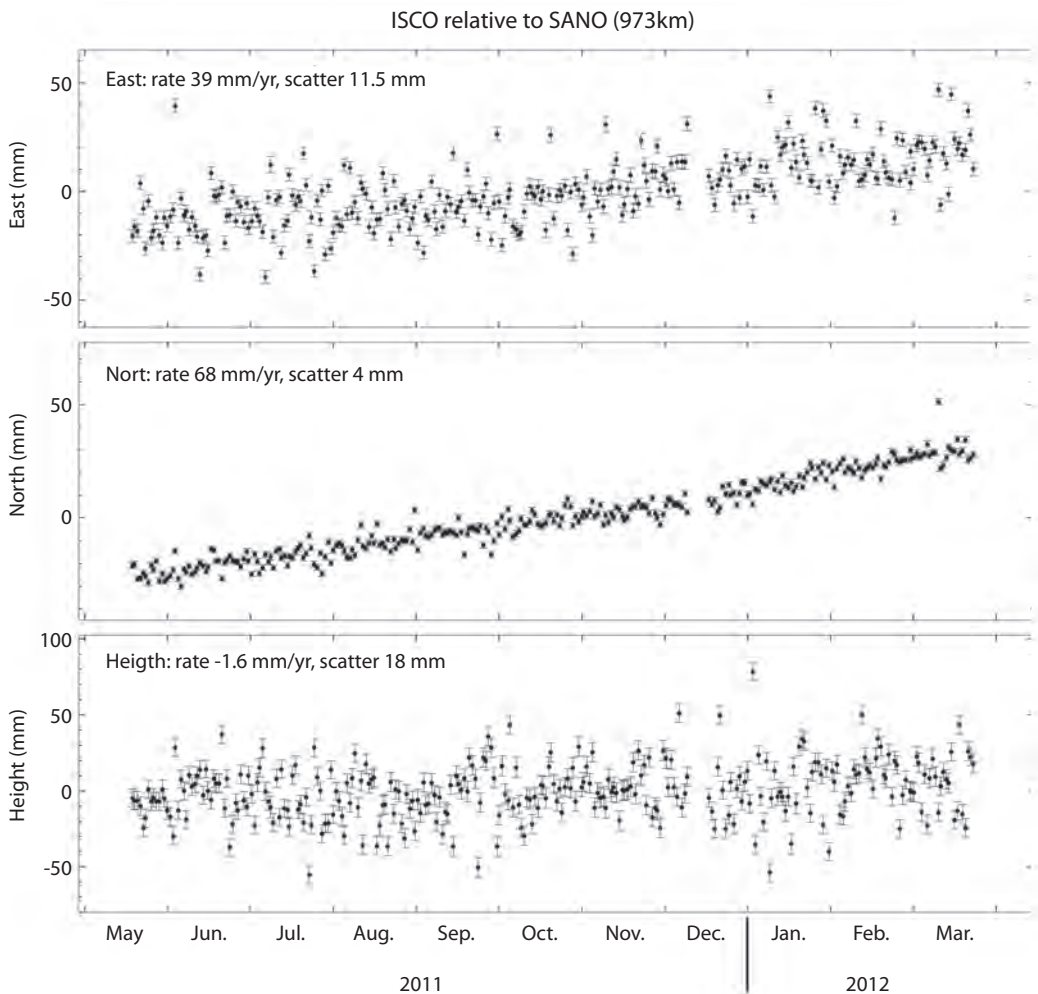 ISCO relative to SANO (973km)
East: rate 39 mm/yr, scatter 11.5 mm
East (mm)
50
0
-50
Nort: rate 68 mm/yr, scatter 4 mm
North (mm)
50
0
Heigth: rate -1.6 mm/yr, scatter 18 mm
Height (mm)
100
50
0
-50
May Jun. Jul. Aug. Sep. Oct. Nov. Dec. Jan. Feb. Mar.
2011 2012